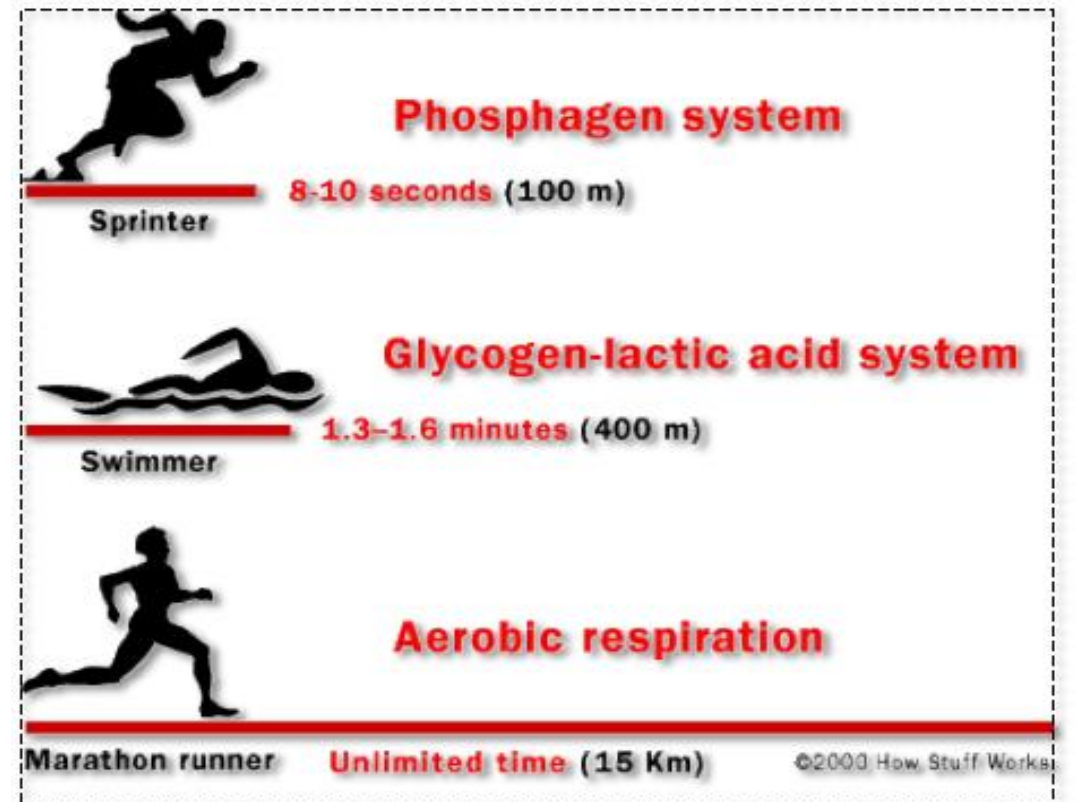 Phosphagen system
8-10 seconds (100 m)
Sprinter
Glycogen-lactic acid system
1.3–1.6 minutes (400 m)
Swimmer
Aerobic respiration
Marathon runner Unlimited time (15 Km) ©2000 How Stuff Works